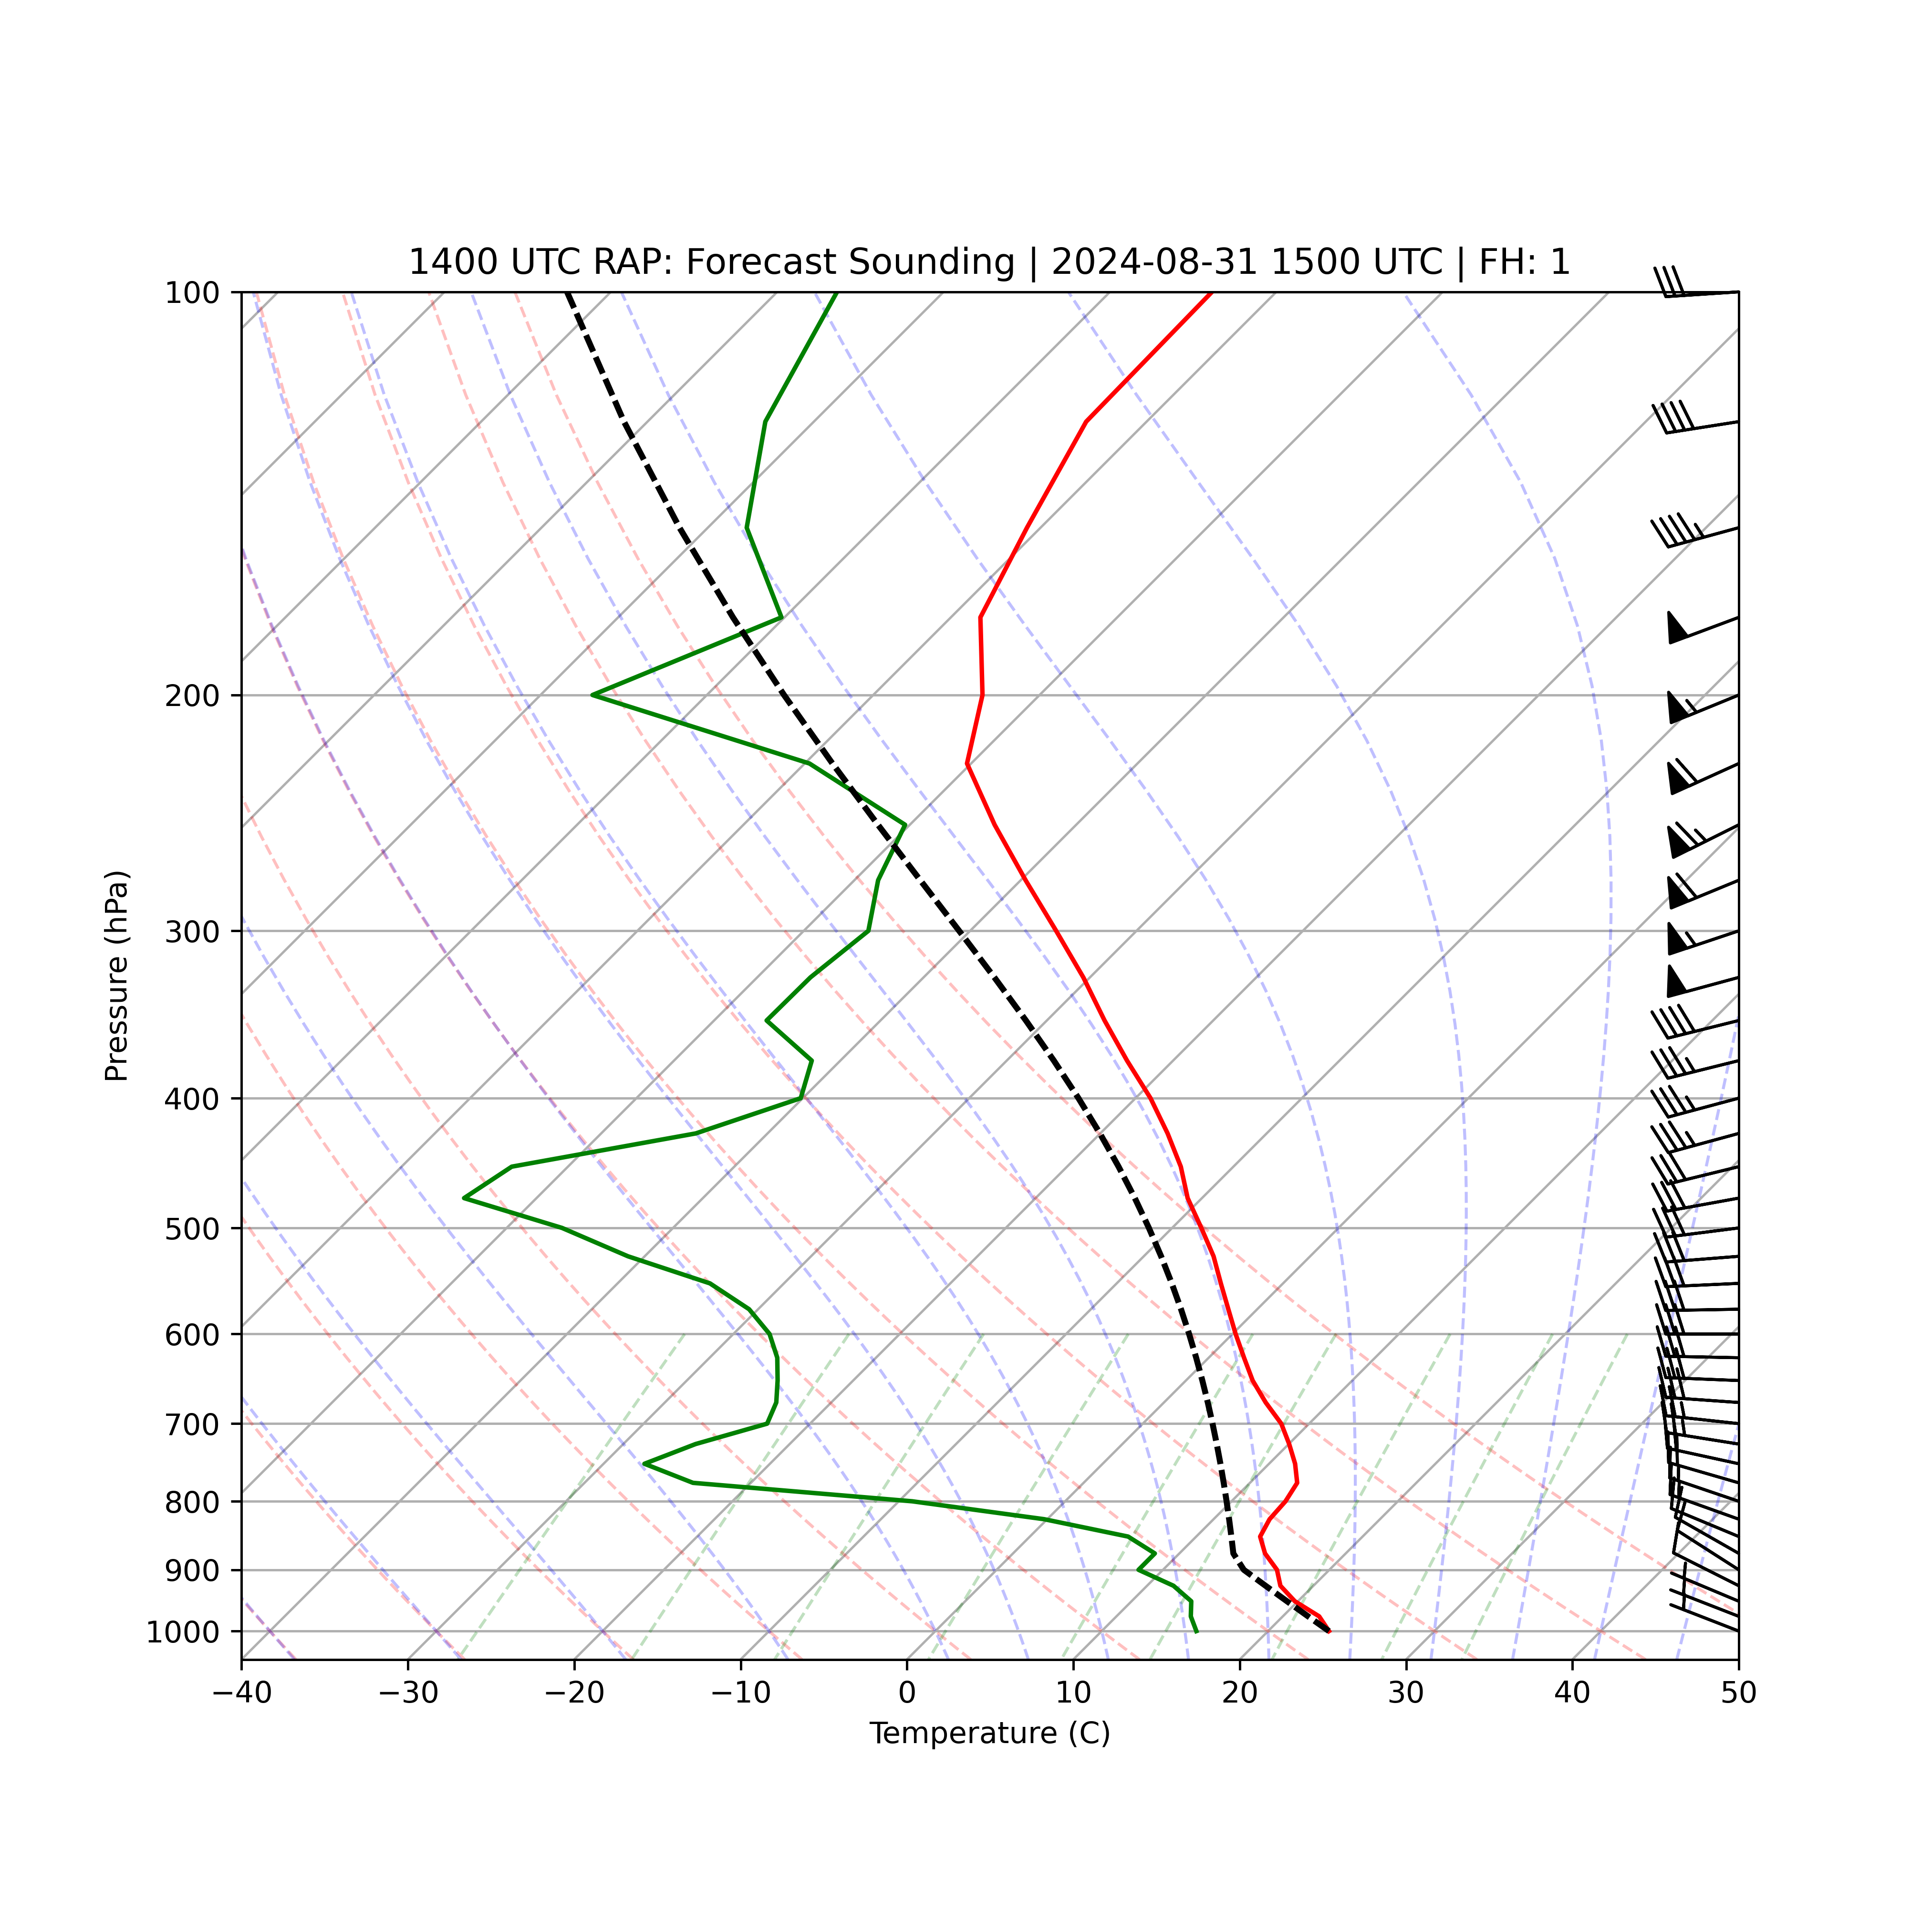 1400 UTC RAP: Forecast Sounding | 2024-08-31 1500 UTC | FH: 1
100
200
300
400
500
600
700
800
900
1000
Pressure (hPa)
−40 −30 −20 −10 0 10 20 30 40 50
Temperature (C)